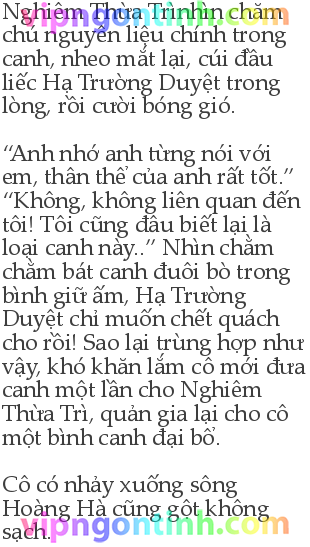 vipngontinh.com
Nghiêm Thừa Trì nhìn chăm
chú nguyên liệu chính trong
canh, nheo mắt lại, cúi đầu
liếc Hạ Trường Duyệt trong
lòng, rồi cười bóng gió.
“Anh nhớ anh từng nói với
em, thân thể của anh rất tốt.”
“Không, không liên quan đến
tôi! Tôi cũng đâu biết lại là
loại canh này..” Nhìn chằm
chằm bát canh đuôi bò trong
bình giữ ấm, Hạ Trường
Duyệt chỉ muốn chết quách
cho rồi! Sao lại trùng hợp như
vậy, khó khăn lắm cô mới đưa
canh một lần cho Nghiêm
Thừa Trì, quản gia lại cho cô
một bình canh đại bổ.
Cô có nhảy xuống sông
Hoàng Hà cũng gột không
sạch.
vipngontinh.com